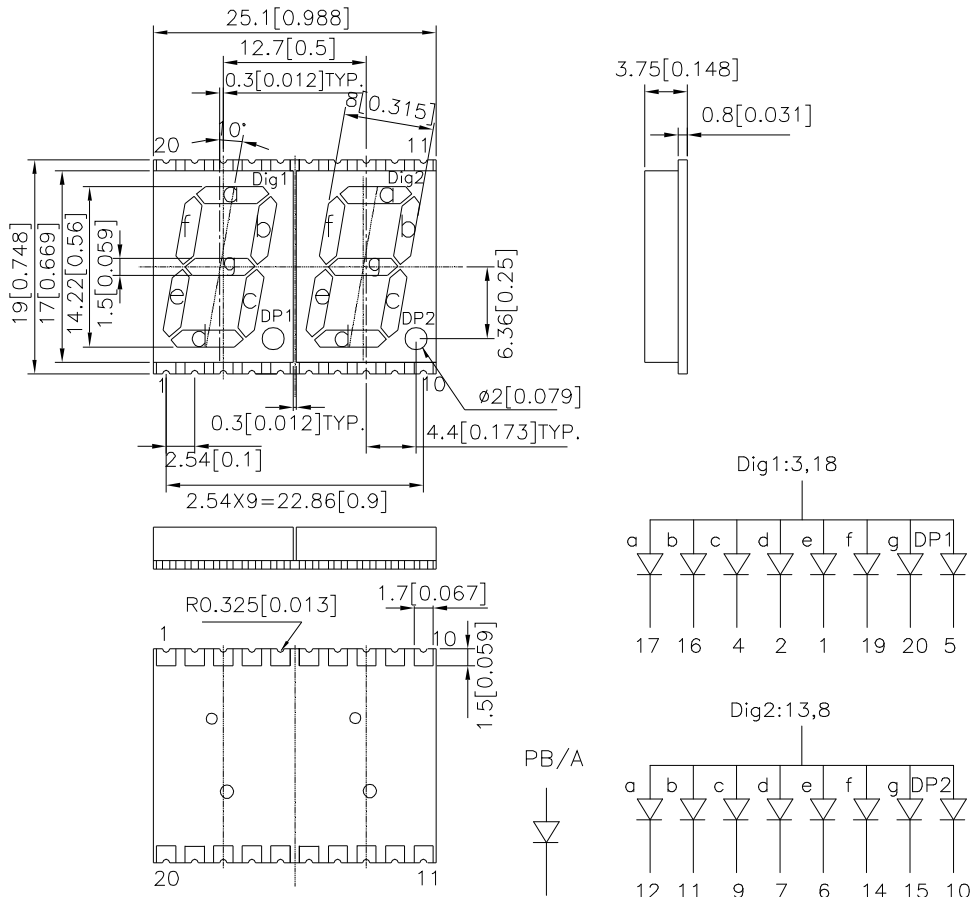 25.1[0.988]
12.7[0.5]
0.3[0.012]TYP.
8[0.315]
10°
20
11
Dig1
Dig2
a
b
c
d
e
f
g
DP1
a
b
c
d
e
f
g
DP2
19[0.748]
17[0.669]
14.22[0.56]
1.5[0.059]
6.36[0.25]
1
10
ø2[0.079]
0.3[0.012]TYP.
4.4[0.173]TYP.
2.54[0.1]
2.54X9=22.86[0.9]
3.75[0.148]
0.8[0.031]
R0.325[0.013]
1.7[0.067]
1
10
1.5[0.059]
20
11
PB/A
Dig1:3,18
a b c d e f g DP1
17 16 4 2 1 19 20 5
Dig2:13,8
a b c d e f g DP2
12 11 9 7 6 14 15 10